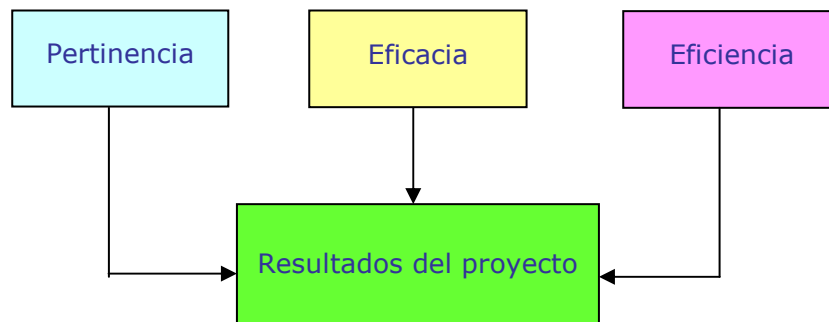 Pertinencia
Eficacia
Eficiencia
Resultados del proyecto